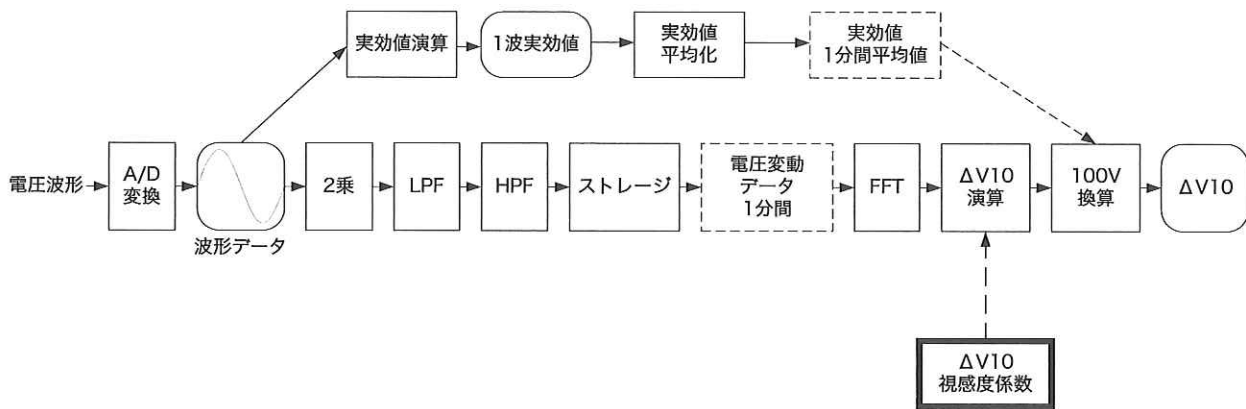 実効値演算
1波実効値
実効値
平均化
実効値
1分間平均値
電圧波形
A/D
変換
波形データ
2乗
LPF
HPF
ストレージ
電圧変動
データ
1分間
FFT
ΔV10
演算
100V
換算
ΔV10
ΔV10
視感度係数